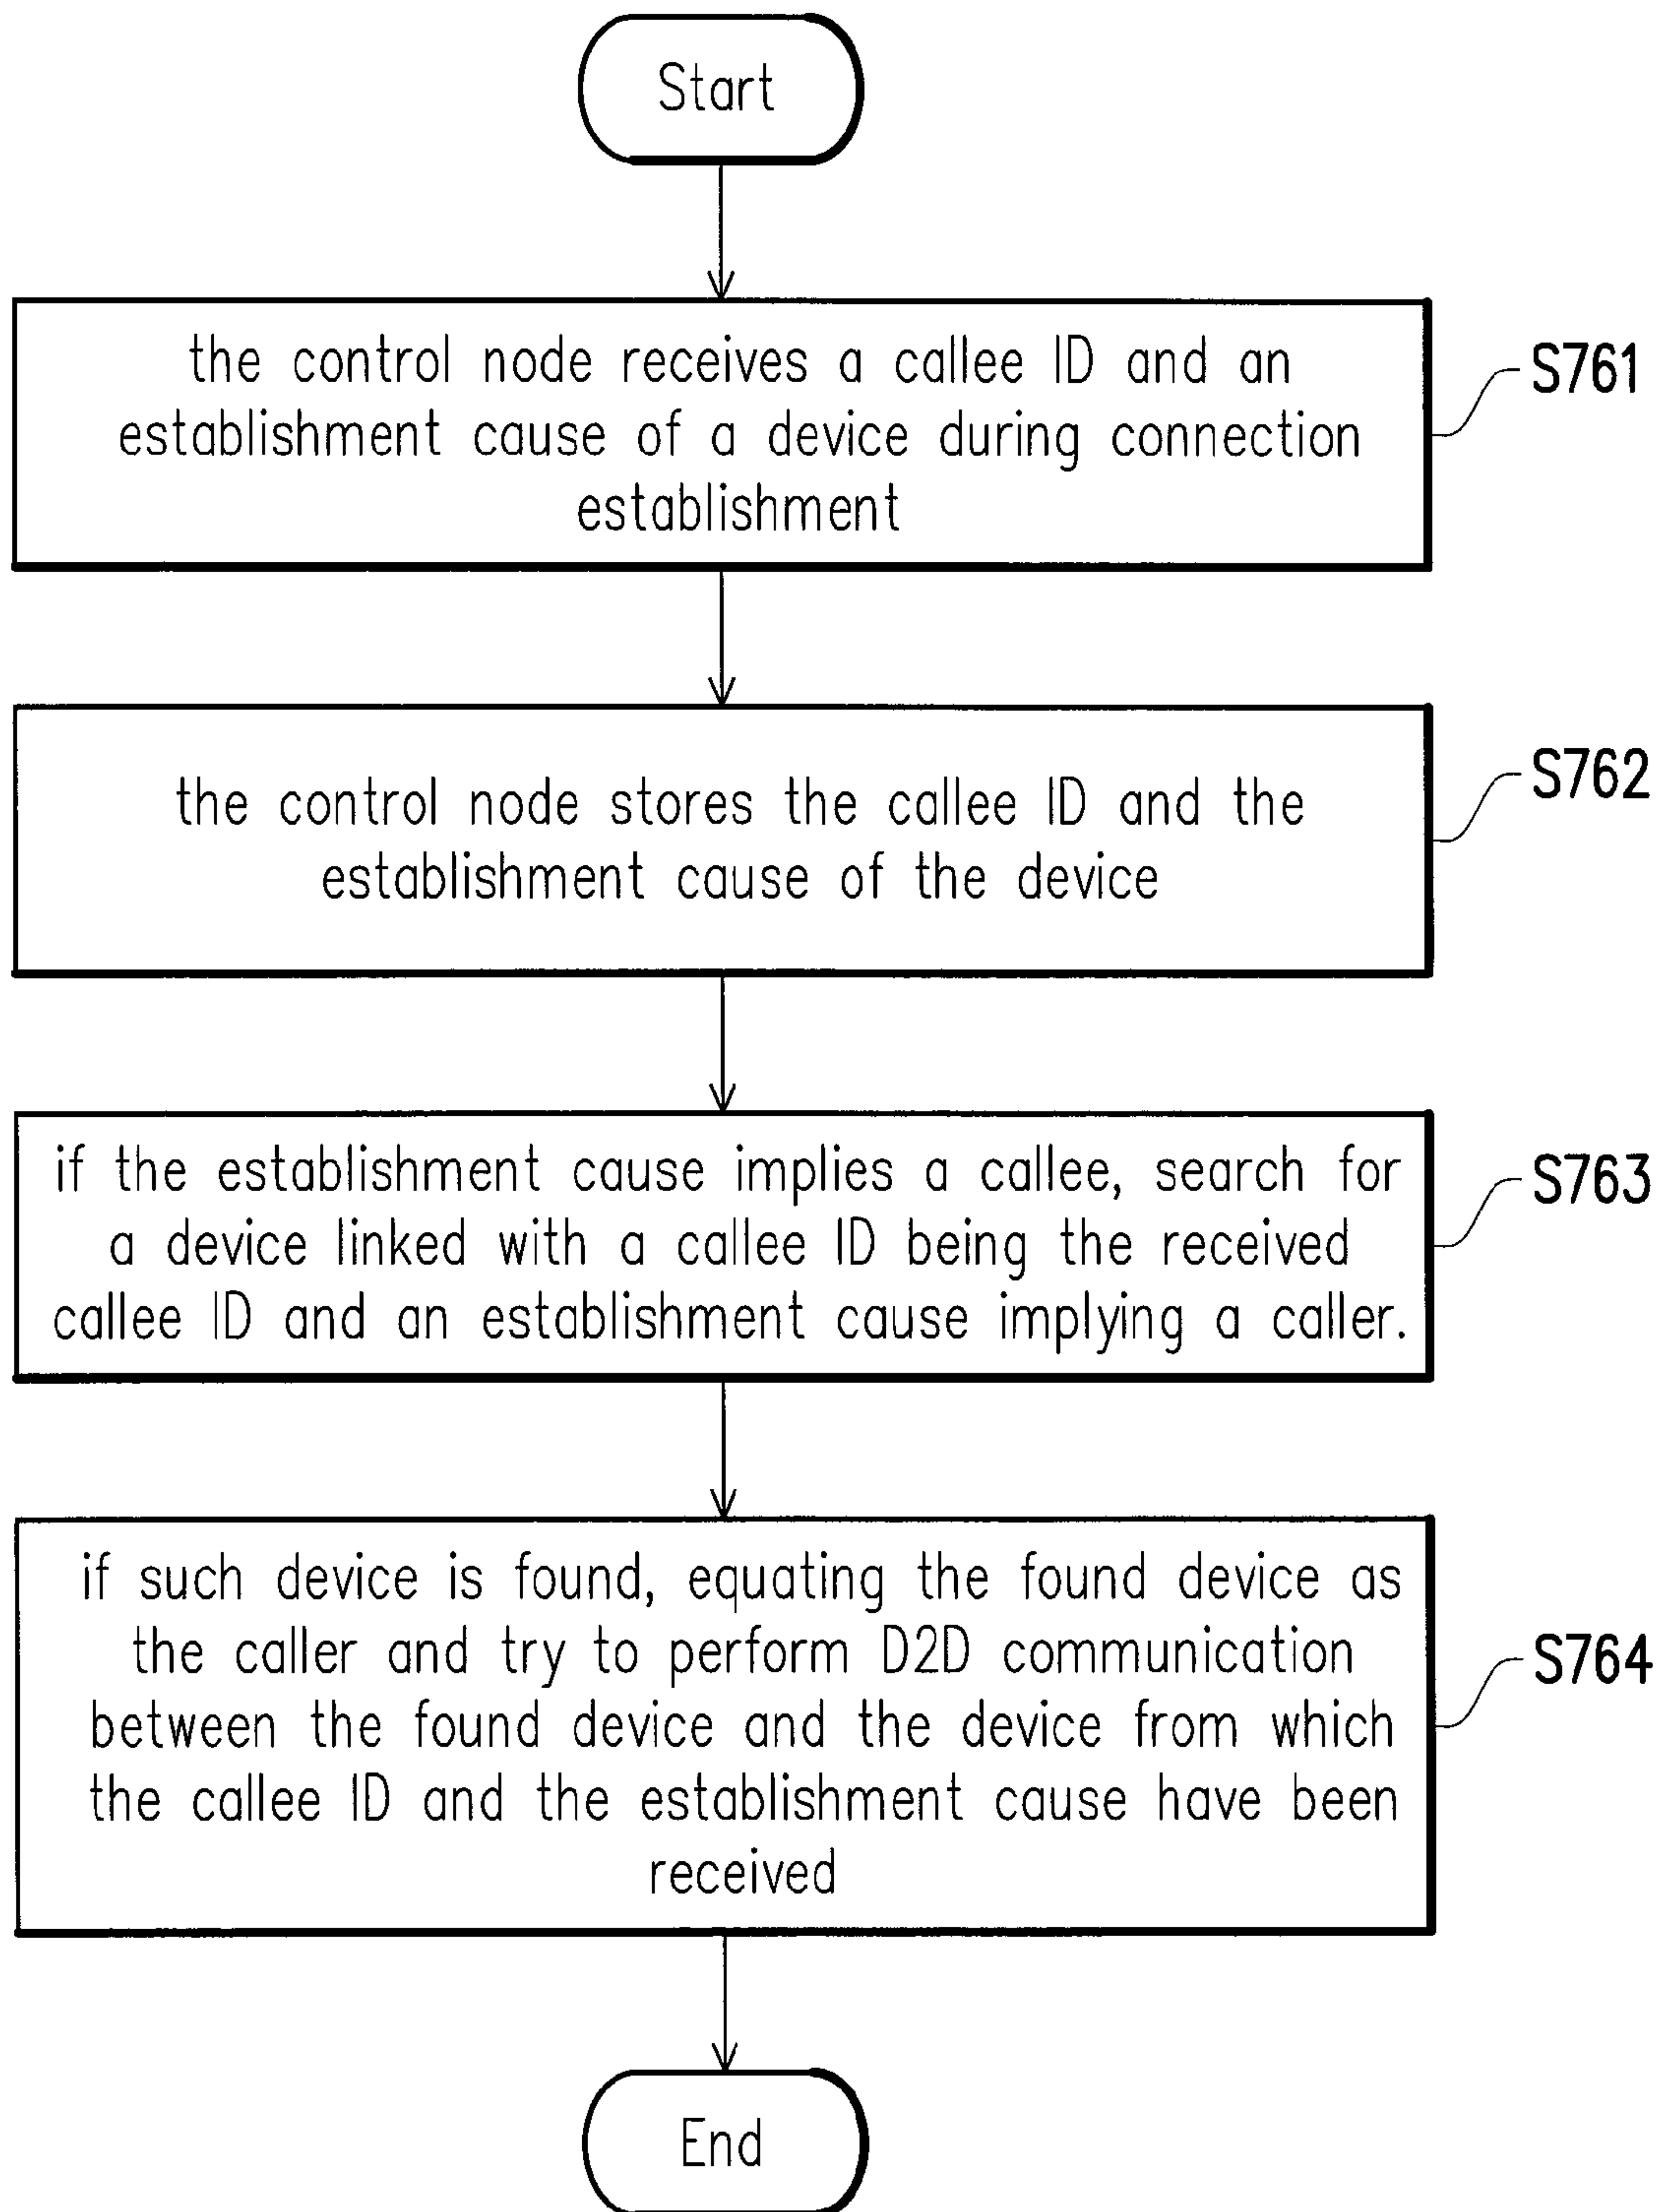 Start
the control node receives a callee ID and an
establishment cause of a device during connection
establishment
S761
the control node stores the callee ID and the
establishment cause of the device
S762
if the establishment cause implies a callee, search for
a device linked with a callee ID being the received
callee ID and an establishment cause implying a caller.
S763
if such device is found, equating the found device as
the caller and try to perform D2D communication
between the found device and the device from which
the callee ID and the establishment cause have been
received
S764
End